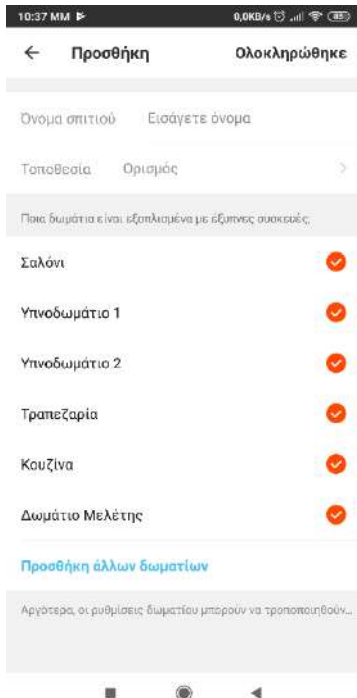 10:37 ΜΜ 0,0KB/s 85
Προσθήκη Ολοκληρώθηκε
Όνομα σπιτιού Εισάγετε όνομα
Τοποθεσία Ορισμός
Ποια δωμάτια είναι εξοπλισμένα με έξυπνες συσκευές;
Σαλόνι
Υπνοδωμάτιο 1
Υπνοδωμάτιο 2
Τραπεζαρία
Κουζίνα
Δωμάτιο Μελέτης
Προσθήκη άλλων δωματίων
Αργότερα, οι ρυθμίσεις δωματίου μπορούν να τροποποιηθούν...